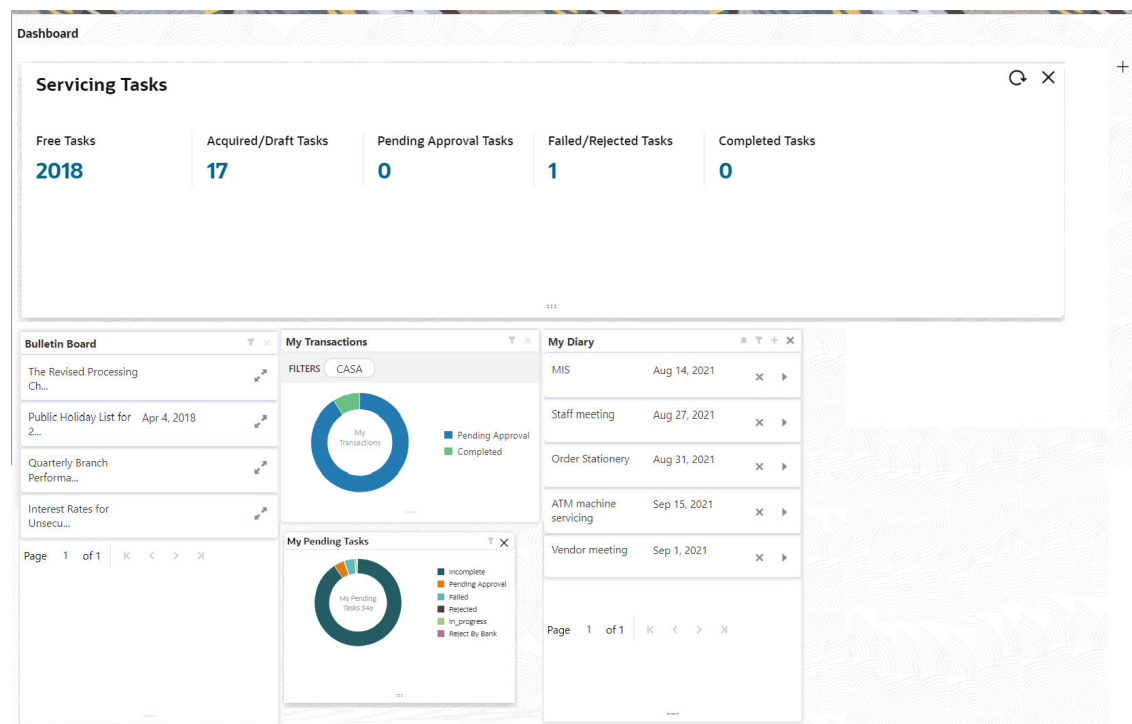 Dashboard
Servicing Tasks
Free Tasks
2018
Acquired/Draft Tasks
17
Pending Approval Tasks
0
Failed/Rejected Tasks
1
Completed Tasks
0
Bulletin Board
The Revised Processing
Ch...
Public Holiday List for
2...
Apr 4, 2018
Quarterly Branch
Performa...
Interest Rates for
Unsecu...
Page 1 of 1
My Transactions
FILTERS CASA
My
Transactions
Pending Approval
Completed
My Pending Tasks
My Pending
Tasks 346
Incomplete
Pending Approval
Failed
Rejected
In_progress
Reject By Bank
My Diary
MIS Aug 14, 2021
Staff meeting Aug 27, 2021
Order Stationery Aug 31, 2021
ATM machine
servicing
Sep 15, 2021
Vendor meeting Sep 1, 2021
Page 1 of 1